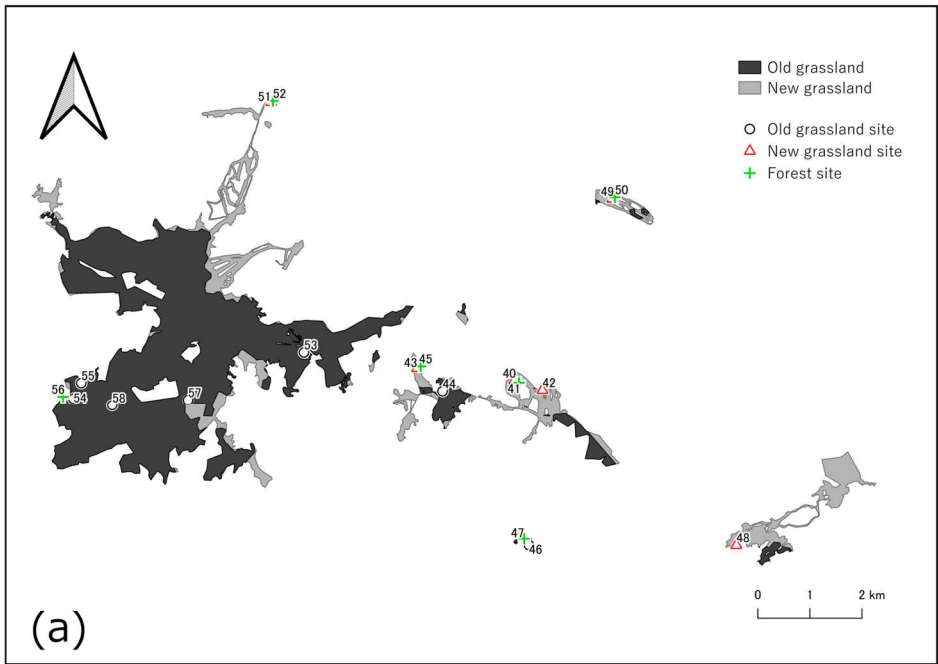 Old grassland
New grassland
Old grassland site
New grassland site
Forest site
51 52
49 50
53
43 45
40
41
42
44
55
56
54
58
57
47
46
48
0 1 2 km
(a)